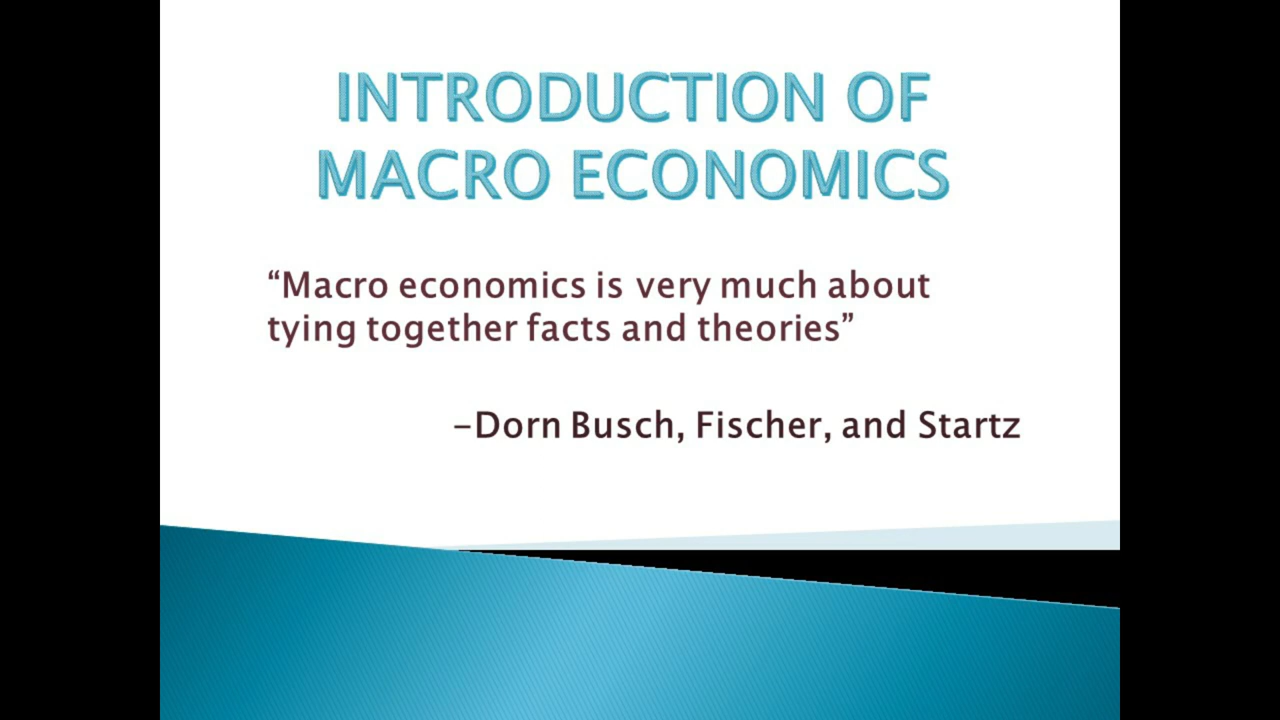 INTRODUCTION OF
MACRO ECONOMICS
“Macro economics is very much about
tying together facts and theories”
-Dorn Busch, Fischer, and Startz